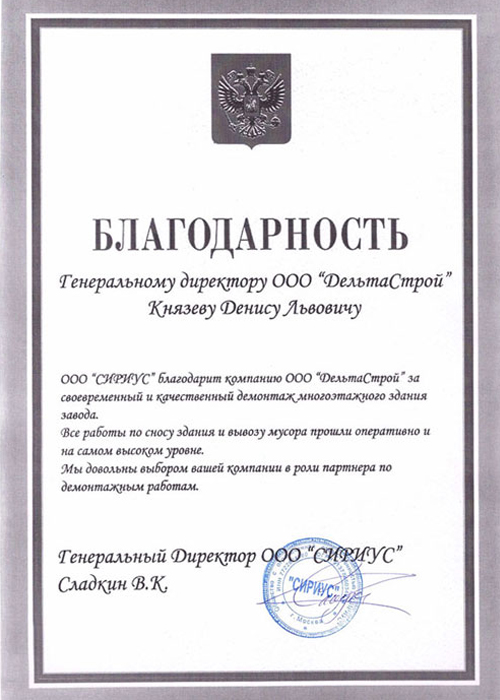 БЛАГОДАРНОСТЬ
Генеральному директору ООО “ДельтаСтрой”
Князеву Денису Львовичу
ООО “СИРИУС” благодарит компанию ООО “ДельтаСтрой” за
своевременный и качественный демонтаж многоэтажного здания
завода.
Все работы по сносу здания и вывозу мусора прошли оперативно и
на самом высоком уровне.
Мы довольны выбором вашей компании в роли партнера по
демонтажным работам.
Генеральный Директор ООО “СИРИУС”
Сладкин В.К.
"СИРИУС"
г. Москва